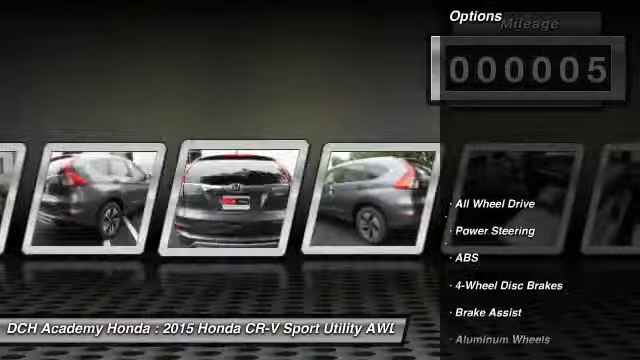 Options
Mileage
000005
· All Wheel Drive
· Power Steering
· ABS
· 4-Wheel Disc Brakes
· Brake Assist
· Aluminum Wheels
DCH Academy Honda : 2015 Honda CR-V Sport Utility AWD